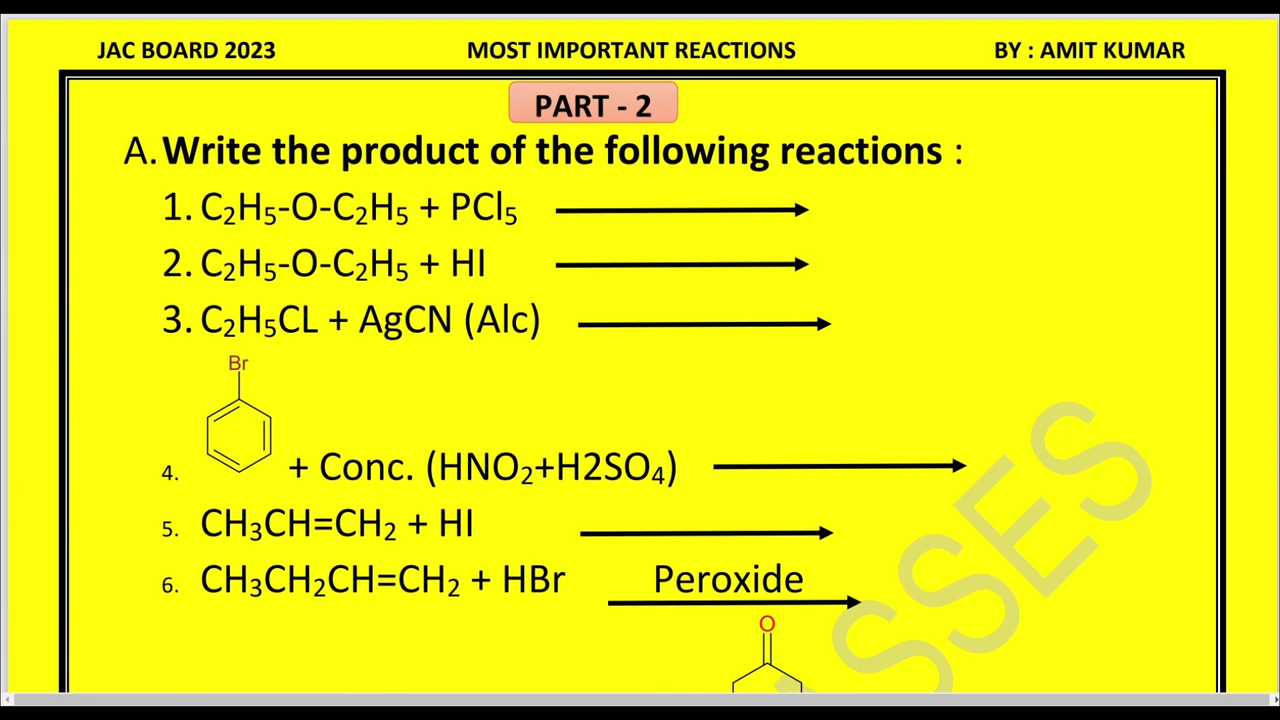 JAC BOARD 2023 MOST IMPORTANT REACTIONS BY : AMIT KUMAR
PART - 2
A. Write the product of the following reactions :
1. C₂H₅-O-C₂H₅ + PCl₅
2. C₂H₅-O-C₂H₅ + HI
3. C₂H₅CL + AgCN (Alc)
Br
4. + Conc. (HNO₂+H2SO₄)
5. CH₃CH=CH₂ + HI
6. CH₃CH₂CH=CH₂ + HBr Peroxide
O